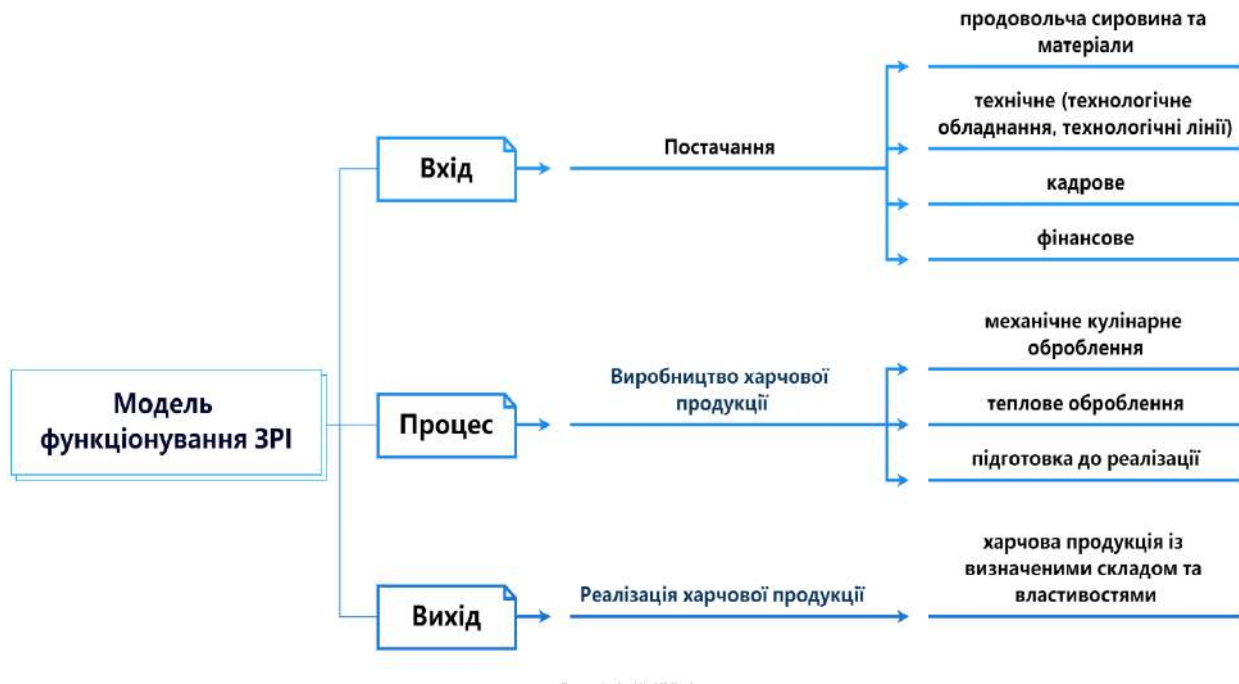 Модель
функціонування ЗРІ
Вхід
Постачання
продовольча сировина та
матеріали
технічне (технологічне
обладнання, технологічні лінії)
кадрове
фінансове
Процес
Виробництво харчової
продукції
механічне кулінарне
оброблення
теплове оброблення
підготовка до реалізації
Вихід
Реалізація харчової продукції
харчова продукція із
визначеними складом та
властивостями